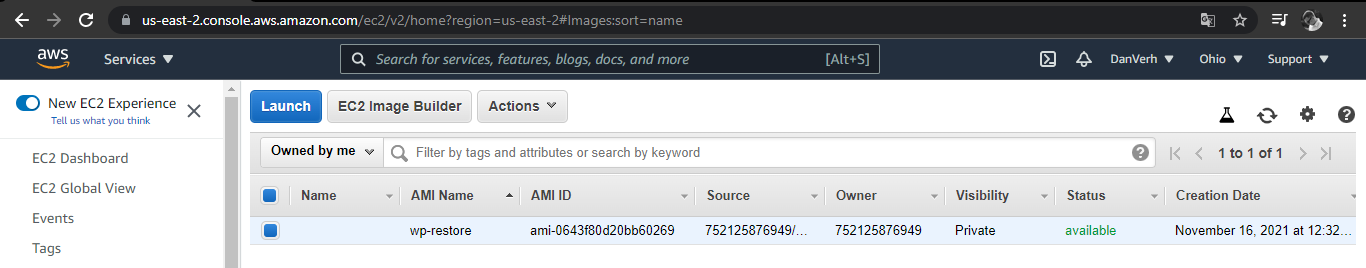 us-east-2.console.aws.amazon.com/ec2/v2/home?region=us-east-2#Images:sort=name
aws Services Search for services, features, blogs, docs, and more [Alt+S] DanVerh Ohio Support
New EC2 Experience
Tell us what you think
Launch EC2 Image Builder Actions
Owned by me Filter by tags and attributes or search by keyword 1 to 1 of 1
EC2 Dashboard
EC2 Global View
Events
Tags
Name AMI Name AMI ID Source Owner Visibility Status Creation Date
wp-restore ami-0643f80d20bb60269 752125876949/... 752125876949 Private available November 16, 2021 at 12:32...